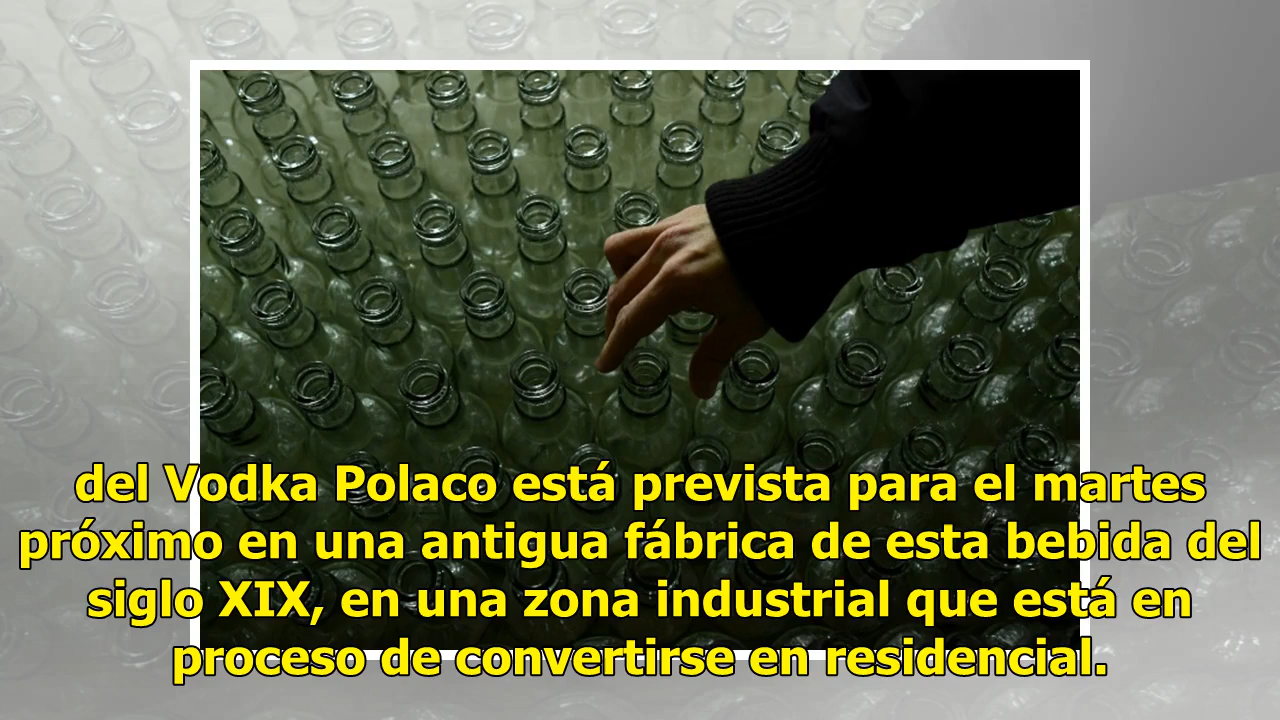 del Vodka Polaco está prevista para el martes
próximo en una antigua fábrica de esta bebida del
siglo XIX, en una zona industrial que está en
proceso de convertirse en residencial.